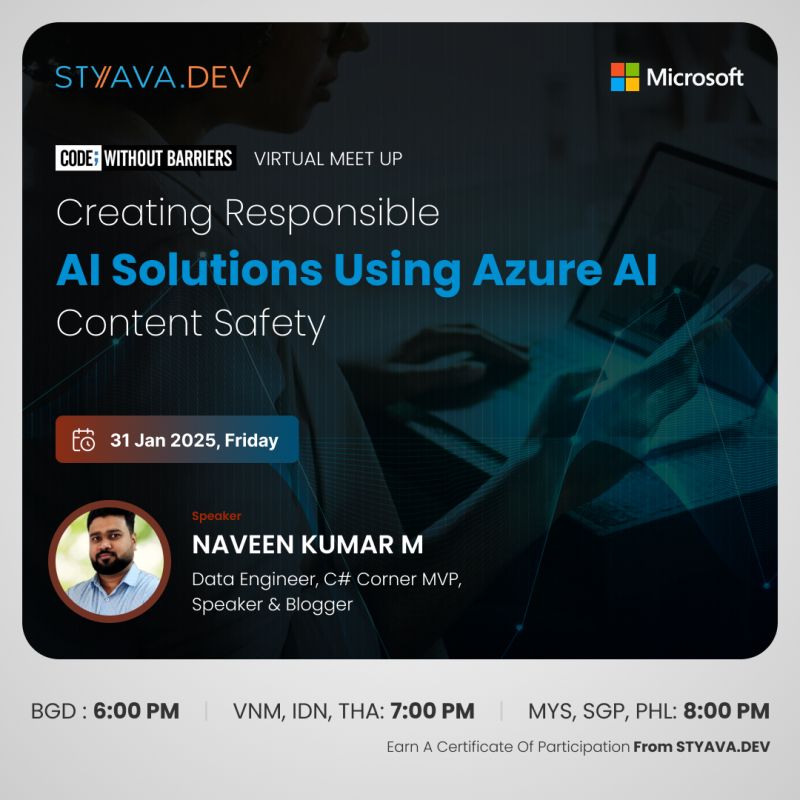 STYAVA.DEV
Microsoft
CODE; WITHOUT BARRIERS VIRTUAL MEET UP
Creating Responsible
AI Solutions Using Azure AI
Content Safety
31 Jan 2025, Friday
Speaker
NAVEEN KUMAR M
Data Engineer, C# Corner MVP,
Speaker & Blogger
BGD : 6:00 PM | VNM, IDN, THA: 7:00 PM | MYS, SGP, PHL: 8:00 PM
Earn A Certificate Of Participation From STYAVA.DEV